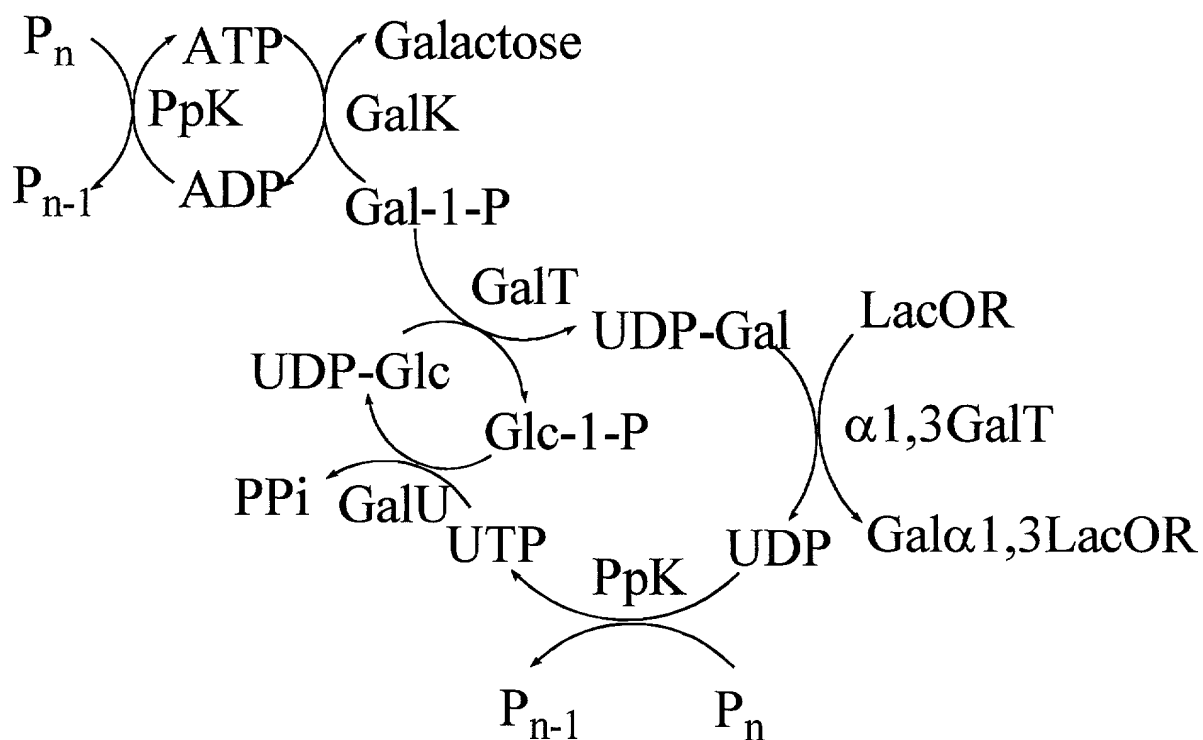 Pn ATP Galactose
PpK GalK
Pn-1 ADP Gal-1-P
GalT LacOR
UDP-Gal
UDP-Glc
Glc-1-P α1,3GalT
PPi GalU
UTP UDP Galα1,3LacOR
PpK
Pn-1 Pn